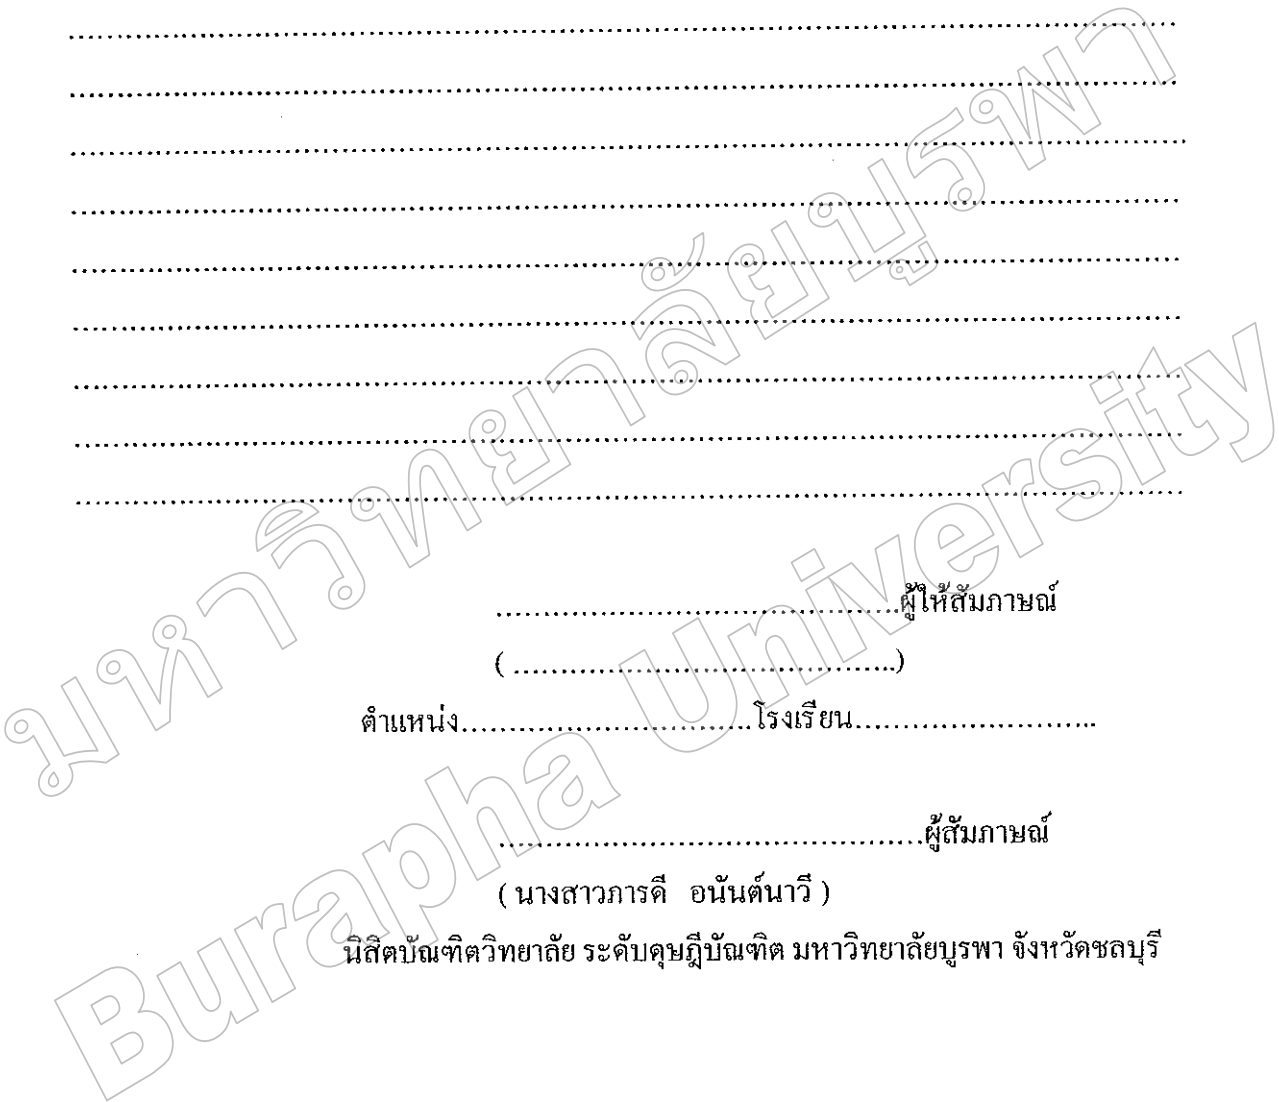 ........................................................................................................................
........................................................................................................................
........................................................................................................................
........................................................................................................................
........................................................................................................................
........................................................................................................................
........................................................................................................................
........................................................................................................................
........................................................................................................................
..........................................ผู้ให้สัมภาษณ์
( ........................................)
ตำแหน่ง..............................โรงเรียน.........................
............................................ผู้สัมภาษณ์
( นางสาวภารดี อนันต์นาวี )
นิสิตบัณฑิตวิทยาลัย ระดับดุษฎีบัณฑิต มหาวิทยาลัยบูรพา จังหวัดชลบุรี
มหาวิทยาลัยบูรพา
Burapha University